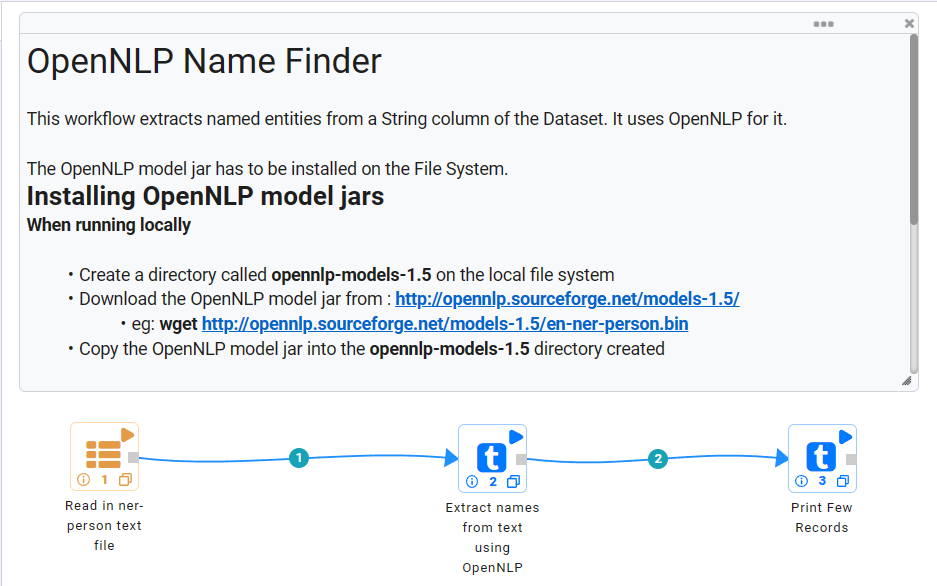 OpenNLP Name Finder
This workflow extracts named entities from a String column of the Dataset. It uses OpenNLP for it.
The OpenNLP model jar has to be installed on the File System.
Installing OpenNLP model jars
When running locally
• Create a directory called opennlp-models-1.5 on the local file system
• Download the OpenNLP model jar from : http://opennlp.sourceforge.net/models-1.5/
• eg: wget http://opennlp.sourceforge.net/models-1.5/en-ner-person.bin
• Copy the OpenNLP model jar into the opennlp-models-1.5 directory created
1
2
t
t
1
2
3
Read in ner-
person text
file
Extract names
from text
using
OpenNLP
Print Few
Records